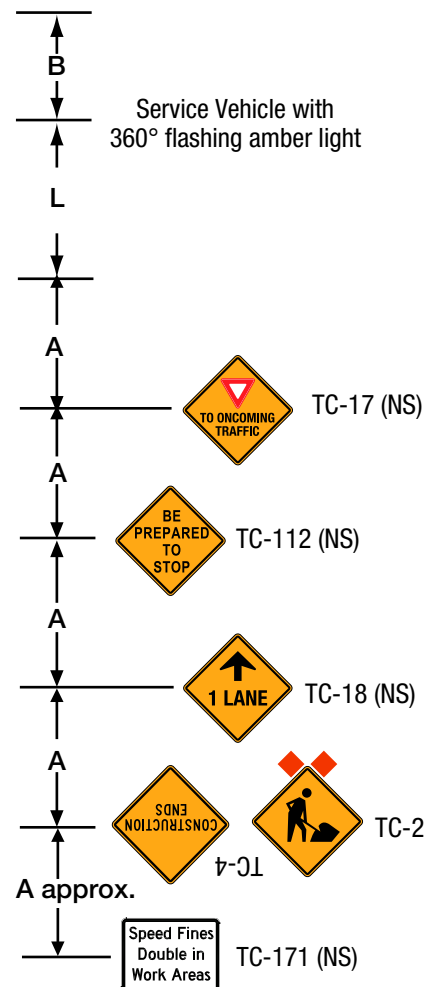 B
Service Vehicle with
360° flashing amber light
L
A
TO ONCOMING
TRAFFIC
TC-17 (NS)
A
BE
PREPARED
TO
STOP
TC-112 (NS)
A
1 LANE
TC-18 (NS)
A
CONSTRUCTION
ENDS
TC-4
TC-2
A approx.
Speed Fines
Double in
Work Areas
TC-171 (NS)